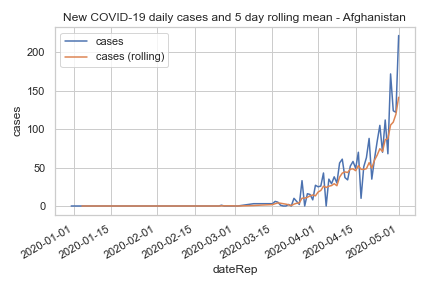 New COVID-19 daily cases and 5 day rolling mean - Afghanistan
cases
cases (rolling)
200
150
100
50
0
cases
2020-01-01
2020-01-15
2020-02-01
2020-02-15
2020-03-01
2020-03-15
2020-04-01
2020-04-15
2020-05-01
dateRep